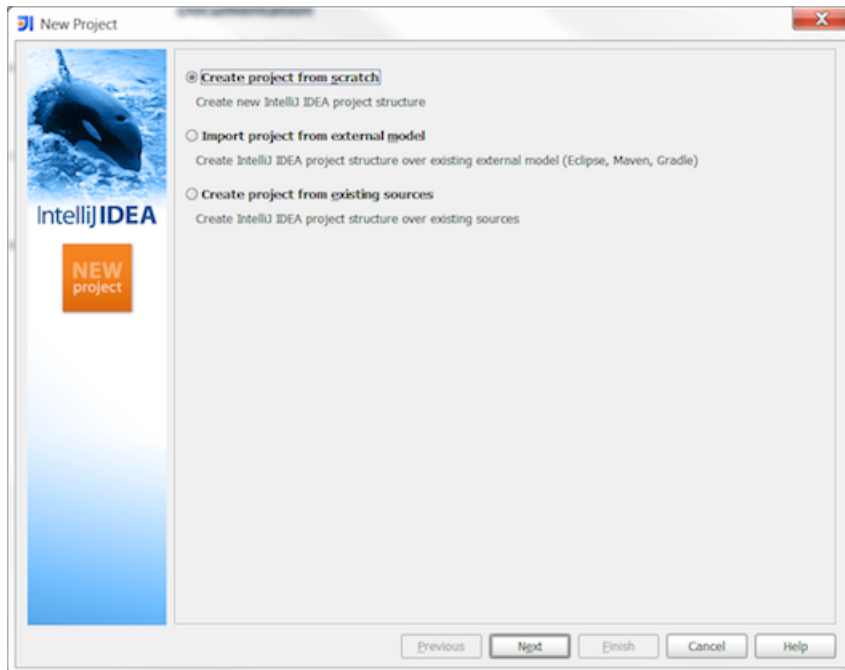 Documentation
New Project
Create project from scratch
Create new IntelliJ IDEA project structure
Import project from external model
Create IntelliJ IDEA project structure over existing external model (Eclipse, Maven, Gradle)
Create project from existing sources
Create IntelliJ IDEA project structure over existing sources
IntelliJIDEA
NEW
project
Previous
Next
Finish
Cancel
Help